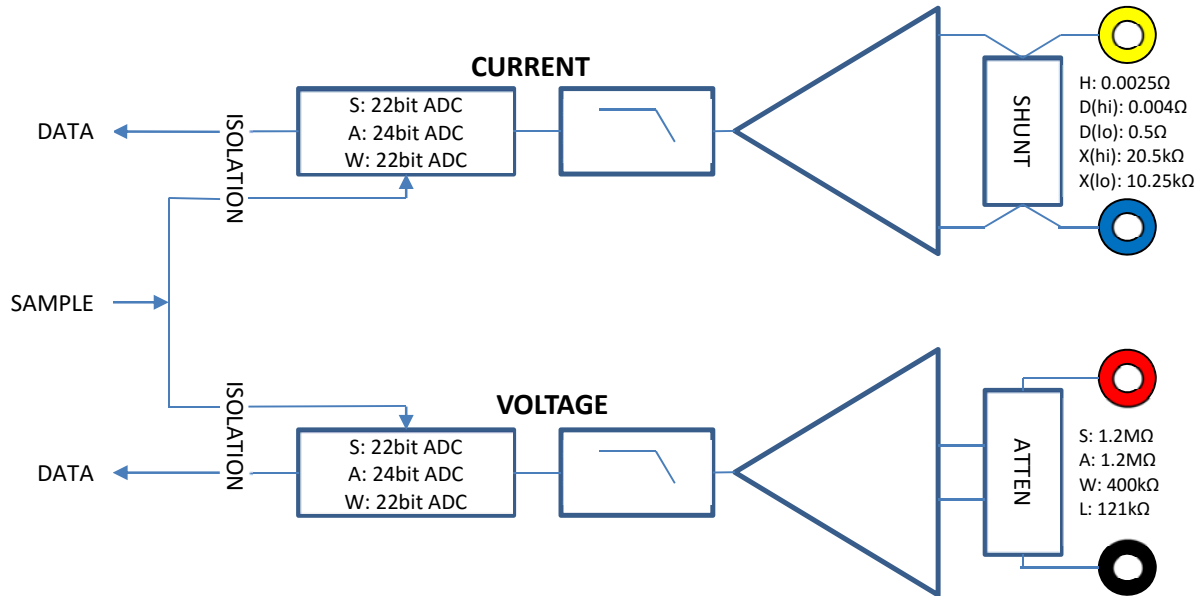 CURRENT
S: 22bit ADC
A: 24bit ADC
W: 22bit ADC
DATA
ISOLATION
SHUNT
H: 0.0025Ω
D(hi): 0.004Ω
D(lo): 0.5Ω
X(hi): 20.5kΩ
X(lo): 10.25kΩ
SAMPLE
VOLTAGE
ISOLATION
S: 22bit ADC
A: 24bit ADC
W: 22bit ADC
DATA
ATTEN
S: 1.2MΩ
A: 1.2MΩ
W: 400kΩ
L: 121kΩ